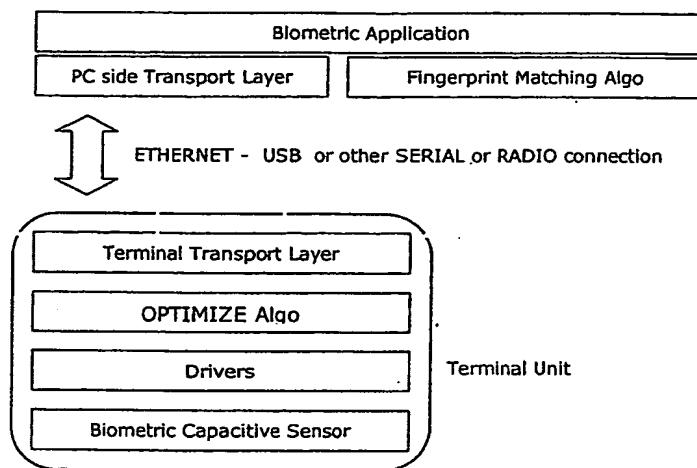 Biometric Application
PC side Transport Layer
Fingerprint Matching Algo
ETHERNET - USB or other SERIAL or RADIO connection
Terminal Transport Layer
OPTIMIZE Algo
Drivers
Terminal Unit
Biometric Capacitive Sensor